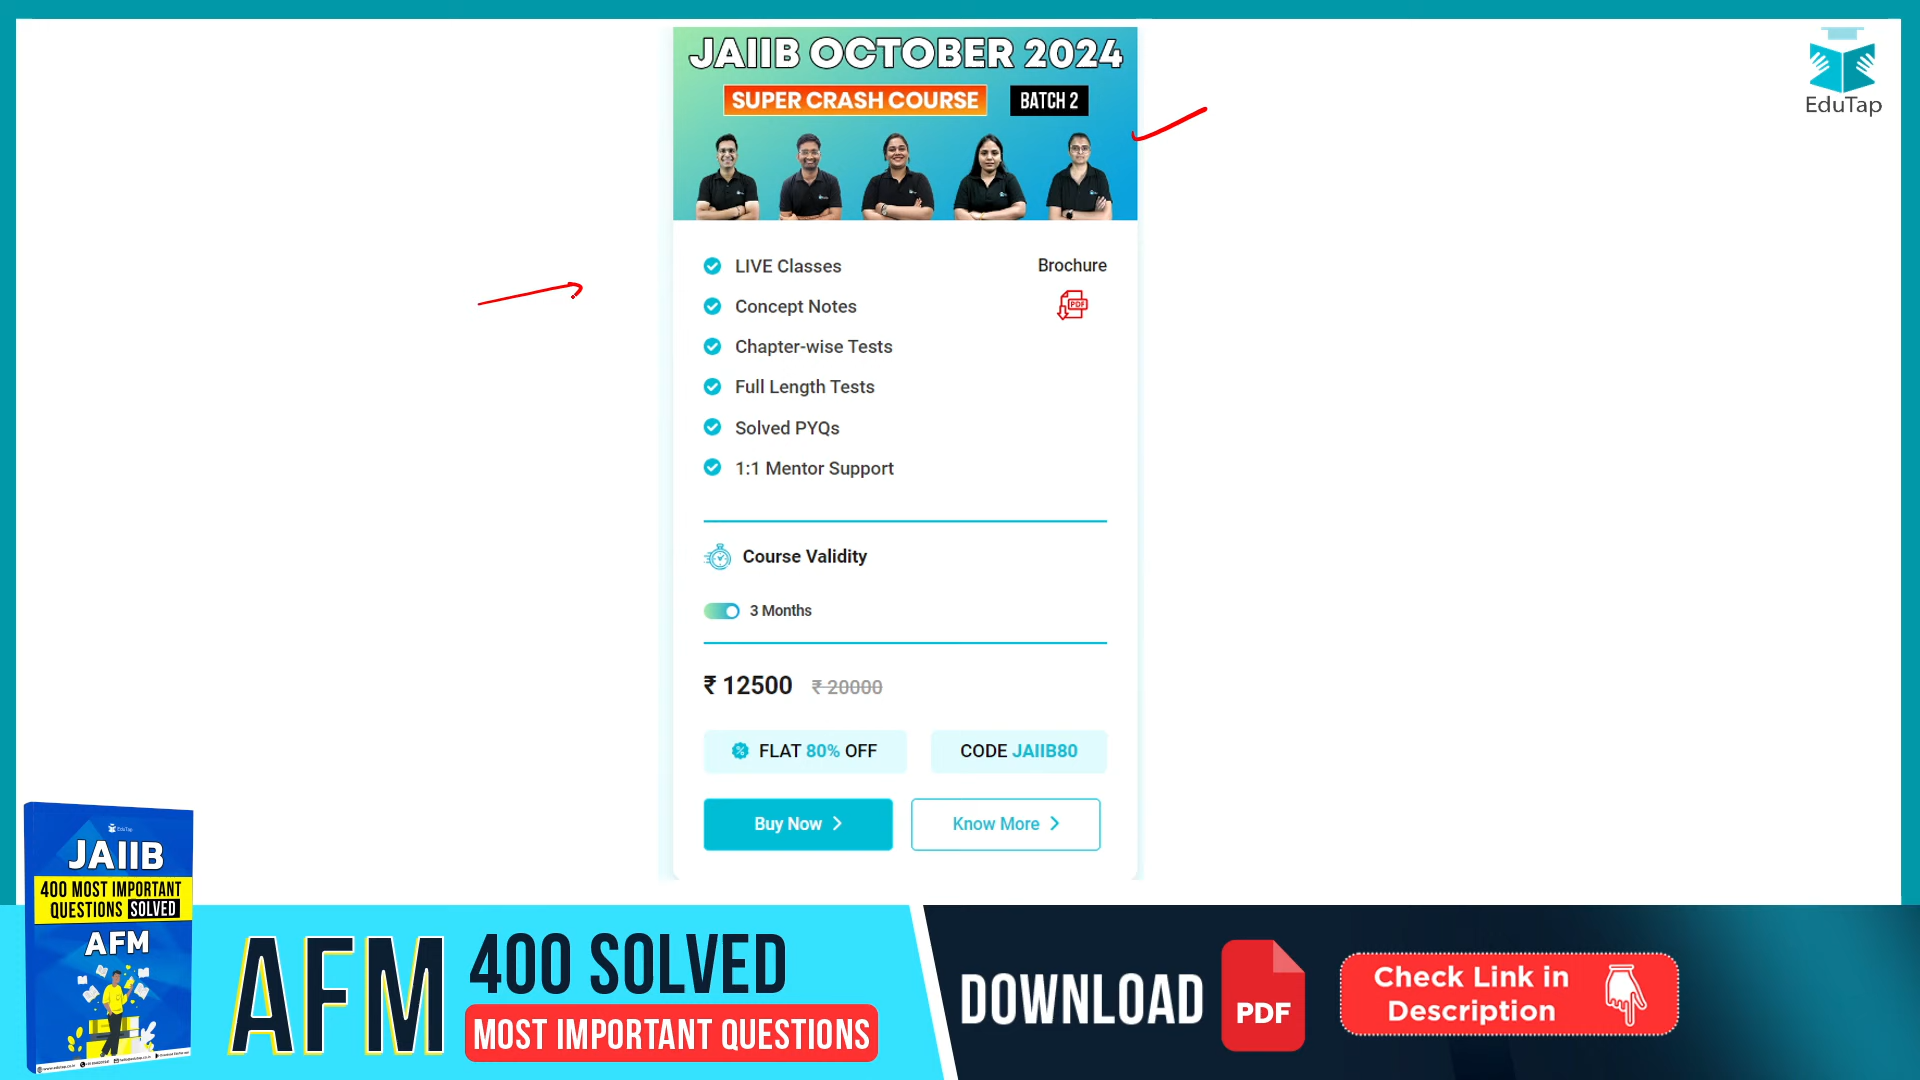 JAIIB OCTOBER 2024
SUPER CRASH COURSE
BATCH 2
EduTap
LIVE Classes
Brochure
Concept Notes
PDF
Chapter-wise Tests
Full Length Tests
Solved PYQs
1:1 Mentor Support
Course Validity
3 Months
₹ 12500 ₹ 20000
FLAT 80% OFF
CODE JAIIB80
Buy Now
Know More
EduTap
JAIIB
400 MOST IMPORTANT
QUESTIONS SOLVED
AFM
AFM
400 SOLVED
MOST IMPORTANT QUESTIONS
DOWNLOAD
PDF
Check Link in
Description